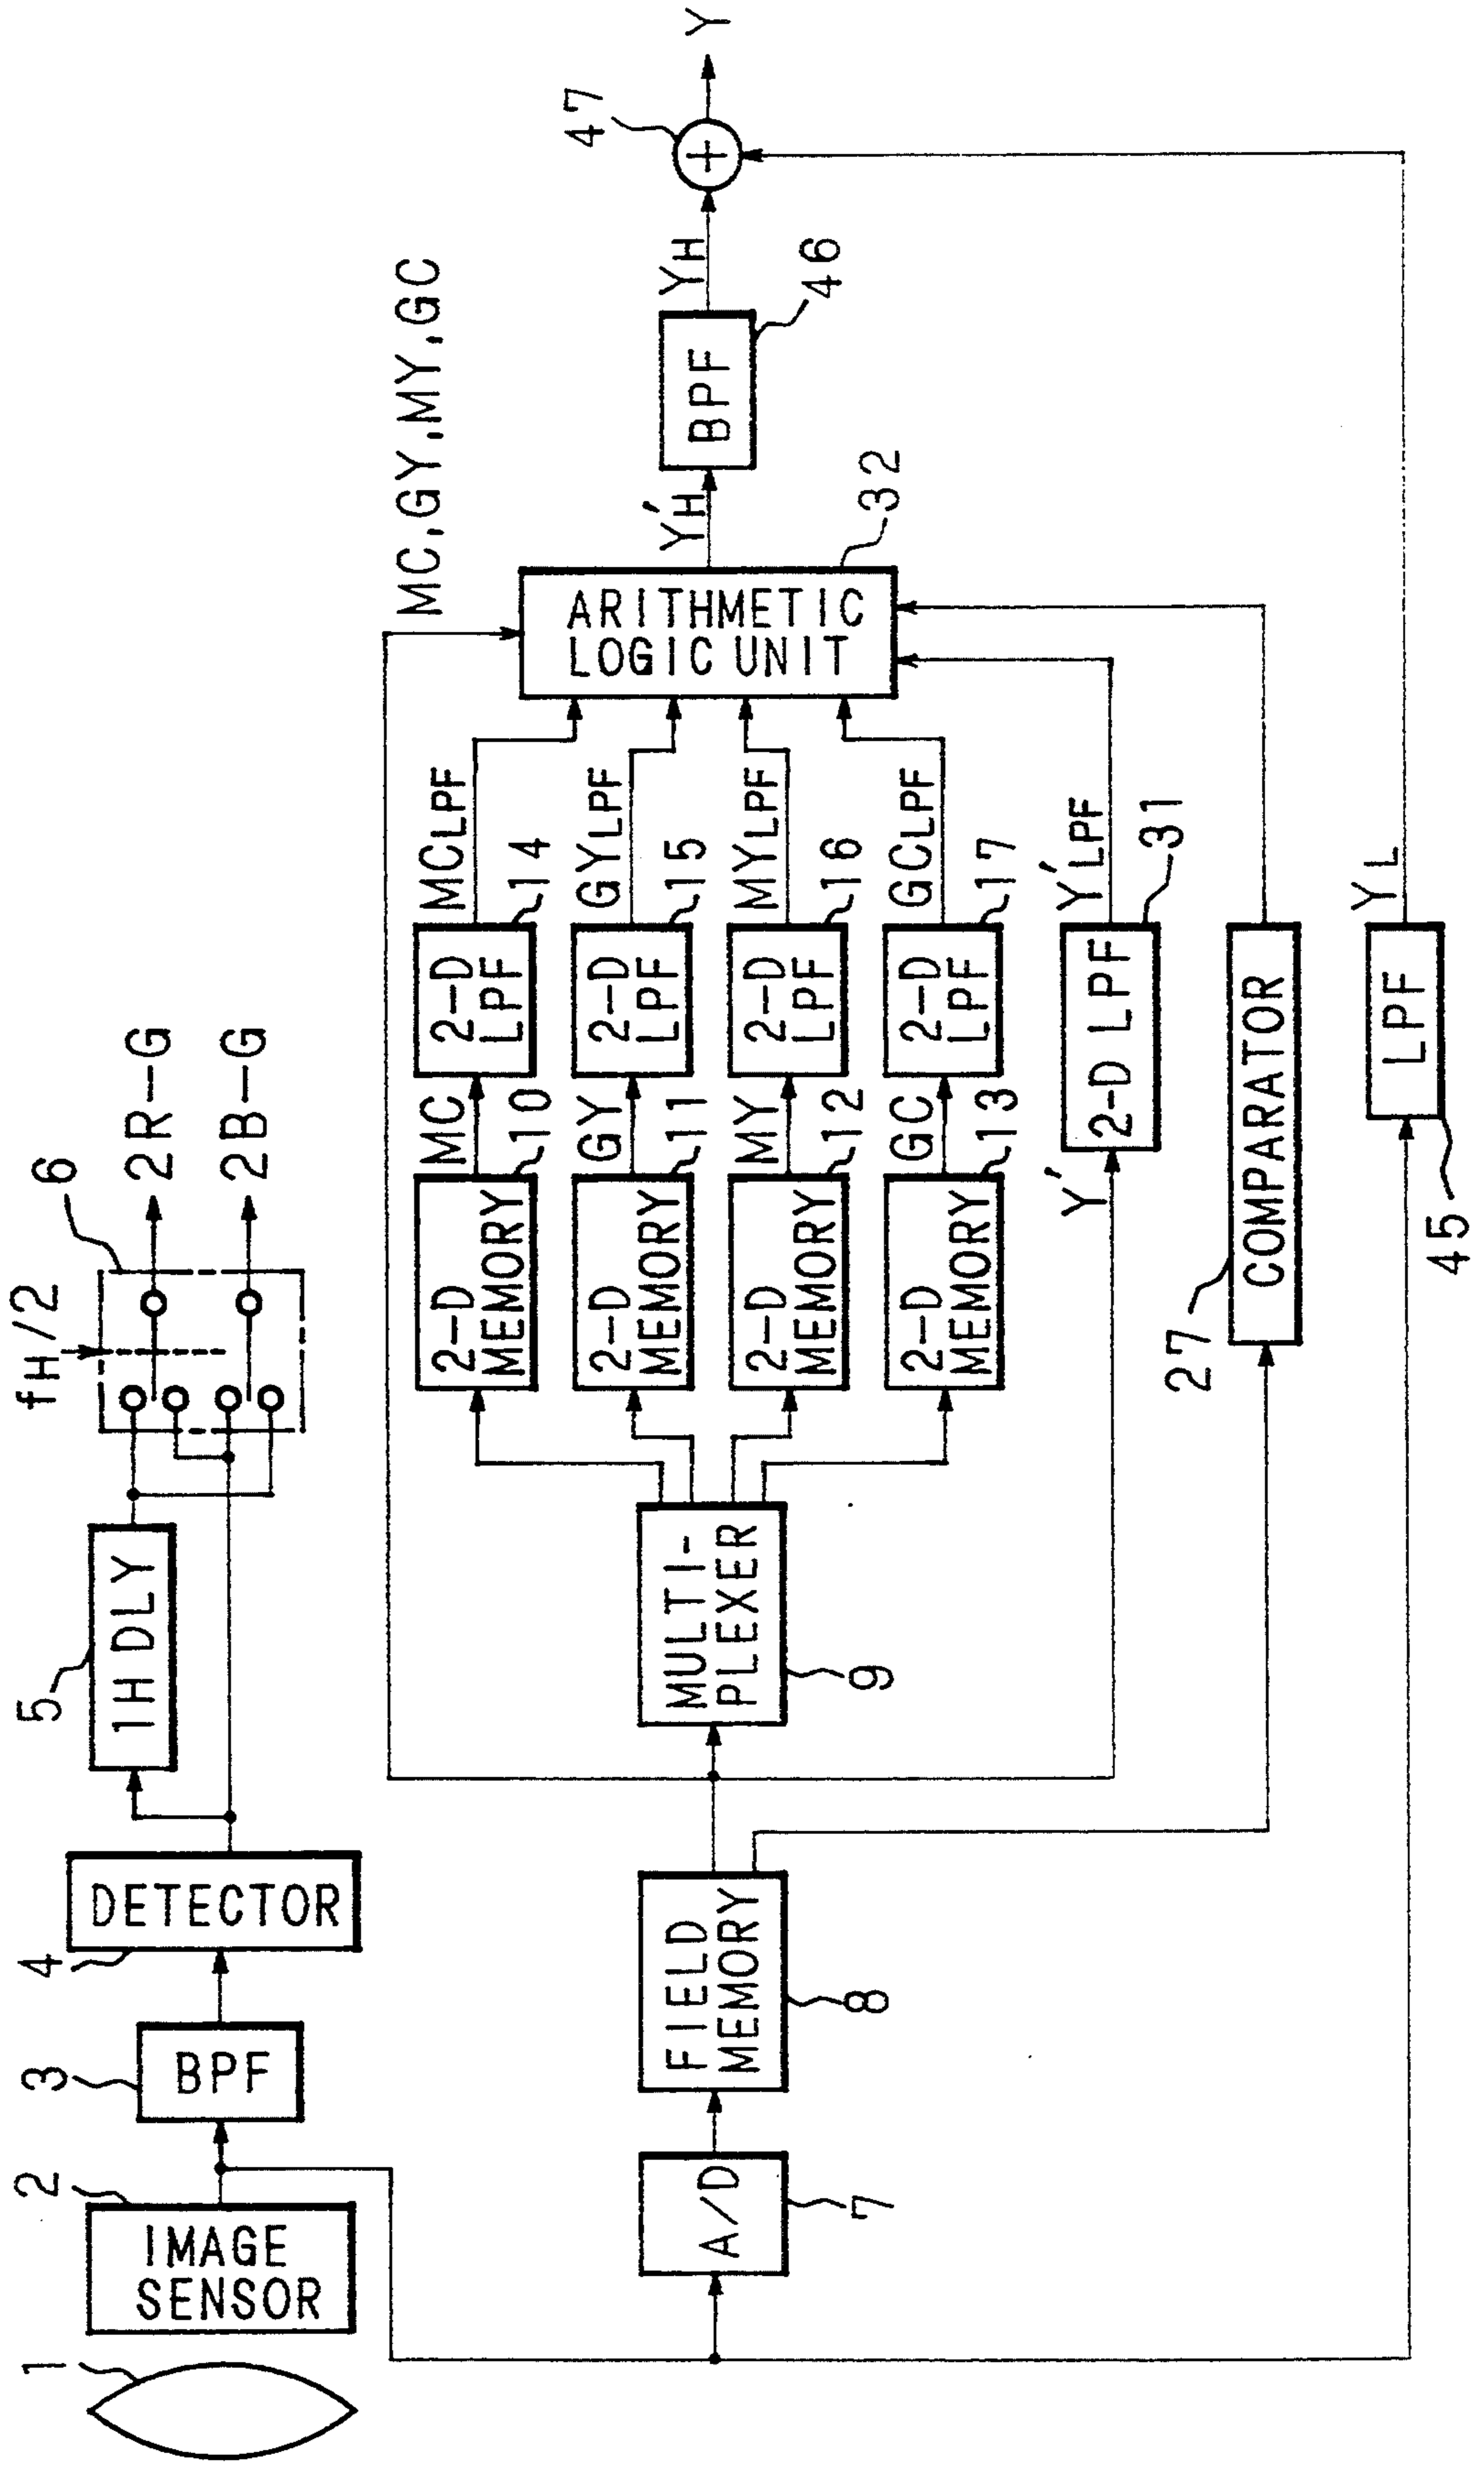 1
2
IMAGE
SENSOR
3
BPF
4
DETECTOR
5
1H DLY
fH/2
6
2R-G
2B-G
7
A/D
8
FIELD
MEMORY
9
MULTI-
PLEXER
2-D
MEMORY
MC
10
2-D
LPF
MCLPF
14
2-D
MEMORY
GY
11
2-D
LPF
GYLPF
15
2-D
MEMORY
MY
12
2-D
LPF
MYLPF
16
2-D
MEMORY
GC
13
2-D
LPF
GCLPF
17
Y'
2-D LPF
Y'LPF
31
27
COMPARATOR
45
LPF
YL
MC,GY,MY,GC
ARITHMETIC
LOGIC UNIT
32
Y'H
BPF
46
YH
47
+
Y